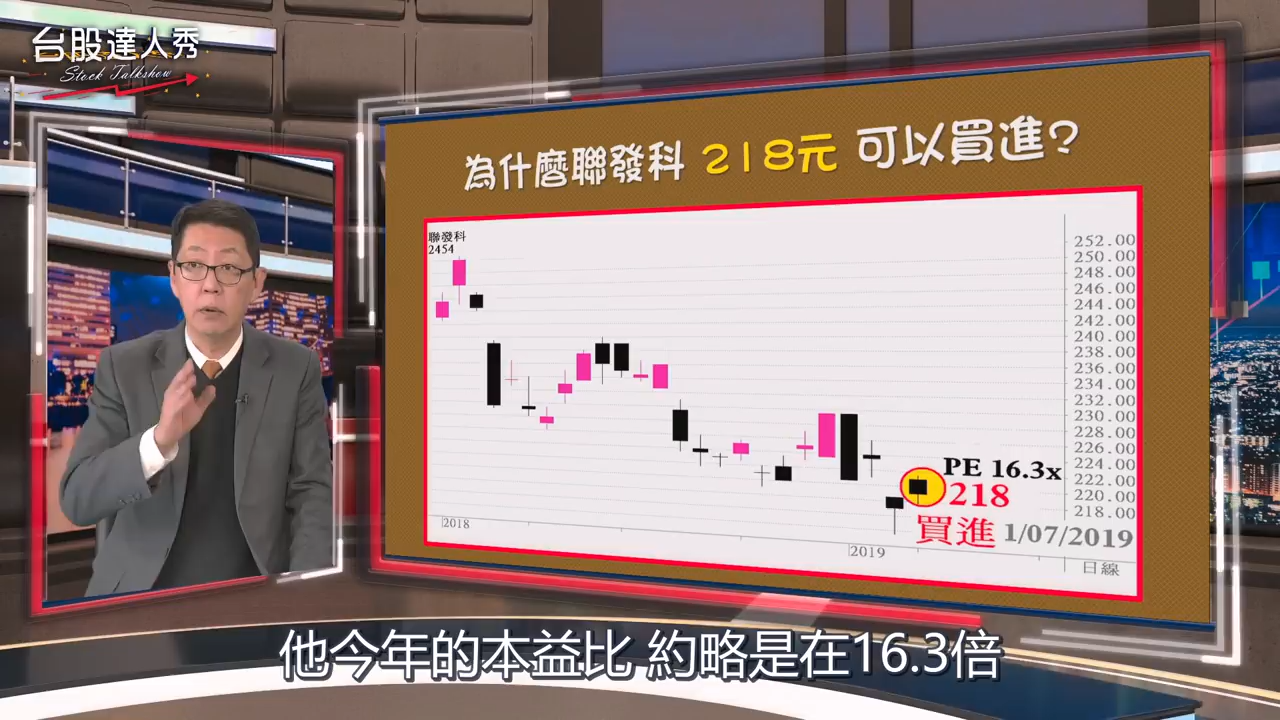 台股達人秀
Stock Talkshow
為什麼聯發科 218元 可以買進?
聯發科
2454
252.00
250.00
248.00
246.00
244.00
242.00
240.00
238.00
236.00
234.00
232.00
230.00
228.00
226.00
224.00
222.00
220.00
218.00
PE 16.3x
218
買進 1/07/2019
2018
2019
日線
他今年的本益比 約略是在16.3倍